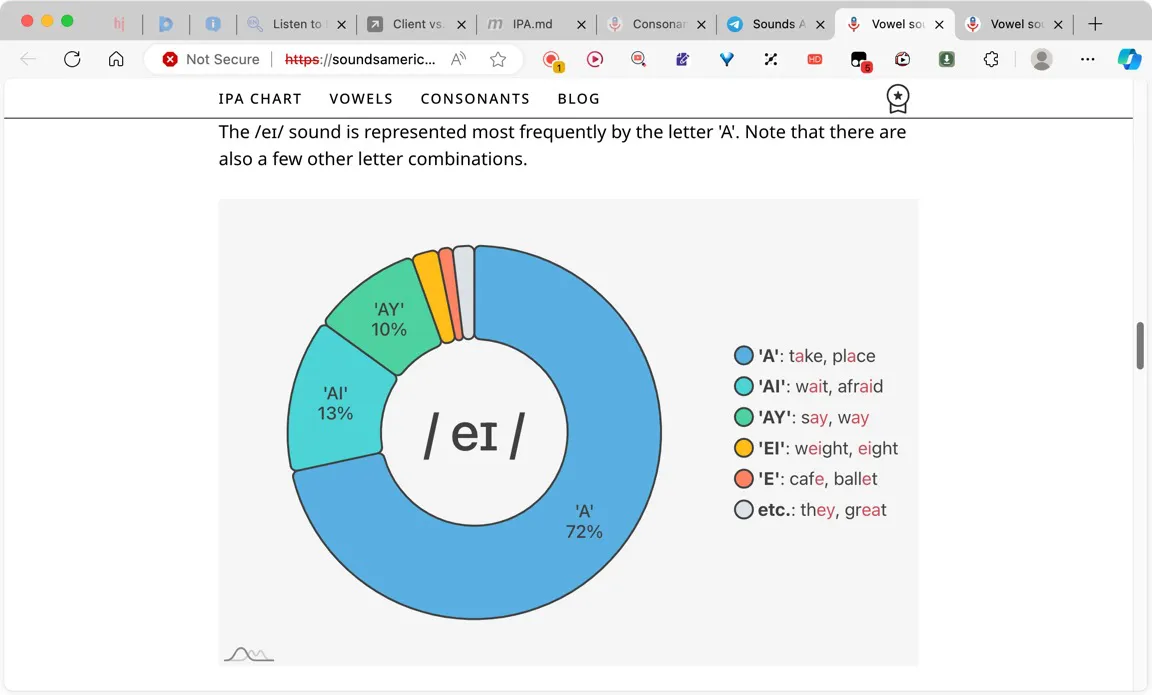 hj
Listen to
Client vs.
m IPA.md
Consonan
Sounds A
Vowel sou
Vowel sou
Not Secure
https://soundsameric...
1
HD
5
IPA CHART VOWELS CONSONANTS BLOG
The /eɪ/ sound is represented most frequently by the letter 'A'. Note that there are
also a few other letter combinations.
'AY'
10%
'AI'
13%
/ eɪ /
'A'
72%
'A': take, place
'AI': wait, afraid
'AY': say, way
'EI': weight, eight
'E': cafe, ballet
etc.: they, great